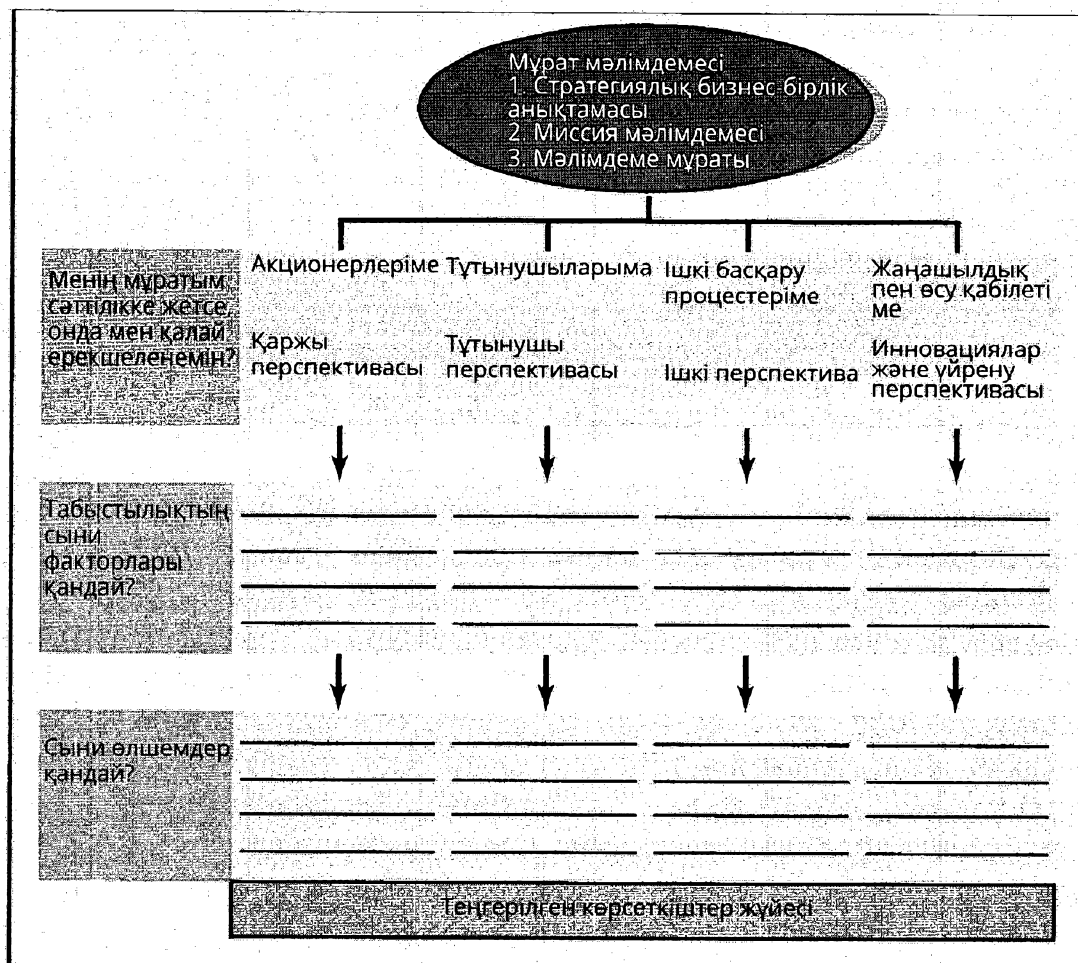 Мұрат мәлімдемесі
1. Стратегиялық бизнес-бірлік
анықтамасы
2. Миссия мәлімдемесі
3. Мәлімдеме мұраты
Менің мұратым
сәттілікке жетсе,
онда мен қалай
ерекшеленемін?
Акционерлеріме
Тұтынушыларыма
Ішкі басқару
процестеріме
Жаңашылдық
пен өсу қабілеті
ме
Қаржы
перспективасы
Тұтынушы
перспективасы
Ішкі перспектива
Инновациялар
және үйрену
перспективасы
Табыстылықтың
сыни
факторлары
қандай?
Сыни өлшемдер
қандай?
Теңгерілген көрсеткіштер жүйесі